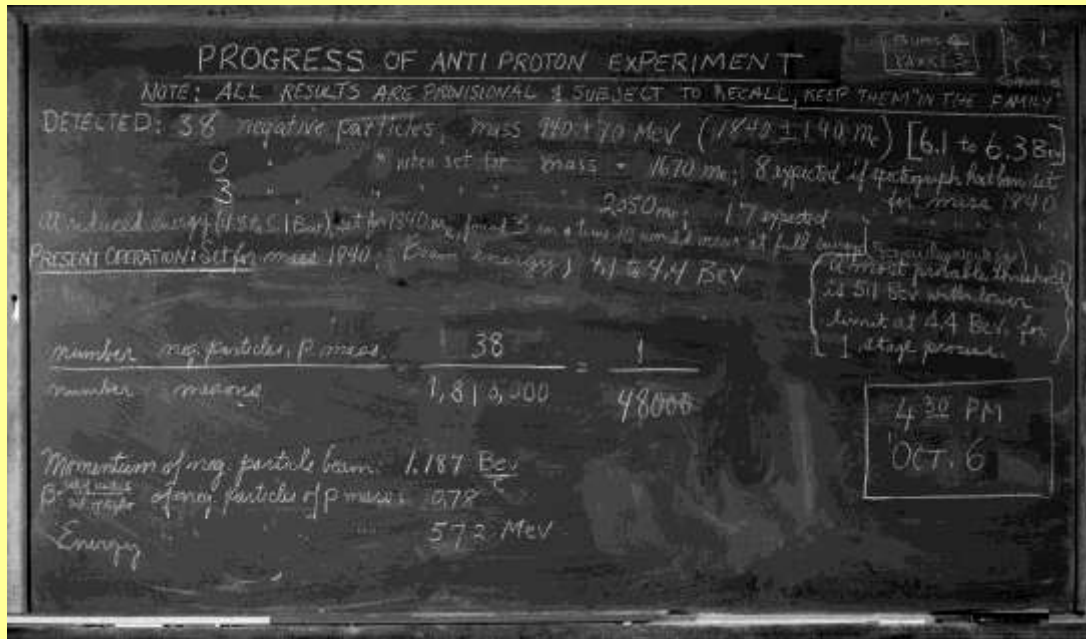 PROGRESS OF ANTI PROTON EXPERIMENT
NOTE: ALL RESULTS ARE PROVISIONAL & SUBJECT TO RECALL, KEEP THEM "IN THE FAMILY"
DETECTED: 38 negative particles, mass 940 ± 70 MeV (1840 ± 140 me) [6.1 to 6.3 Bev]
0 " " when set for mass = 1670 me; 8 expected if spectrograph had been set for mass 1840
3 " " " " " 2050 me; 17 expected
At reduced energy set for 1840 me, found 3 in a time 10 would mean at full energy
PRESENT OPERATION: Set for mass 1840. Beam energy, 4.1 to 4.4 BeV
most probable threshold
is 5.1 Bev with lower
limit at 4.4 Bev. for
1 stage process.
number neg. particles, p mass 38 1
= 
number mesons 1,810,000 48000
4 30 PM
OCT. 6
Momentum of neg. particle beam: 1.187 Bev/c
β of neg. particles of p mass: 0.78
Energy " " " 572 MeV